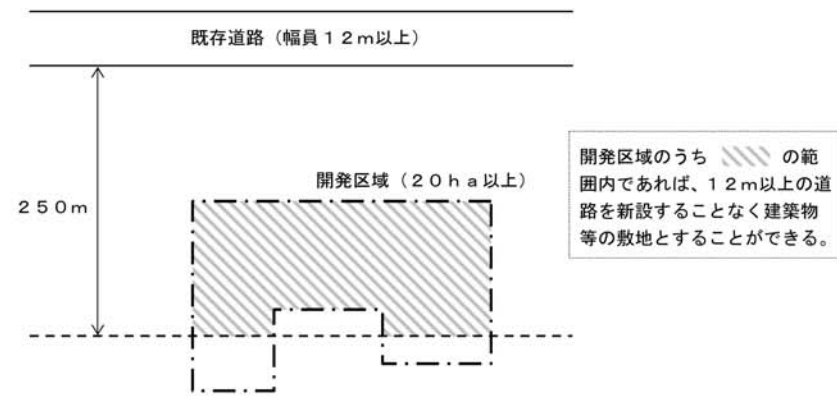 既存道路(幅員12m以上)
開発区域(20ha以上)
250m
開発区域のうち の範
囲内であれば、12m以上の道
路を新設することなく建築物
等の敷地とすることができる。